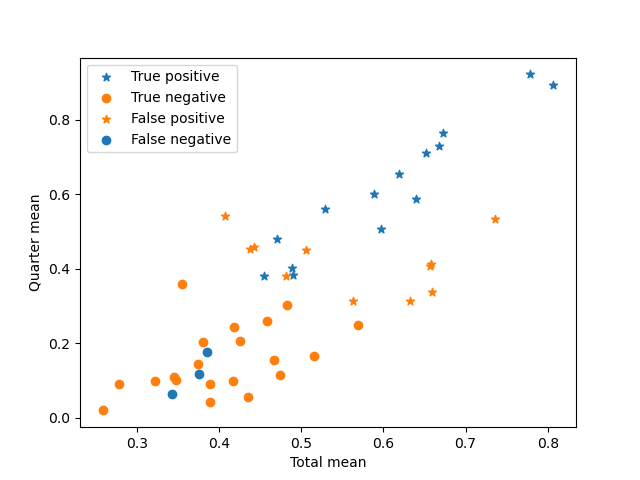 True positive
True negative
False positive
False negative
0.8
0.6
0.4
0.2
0.0
Quarter mean
0.3 0.4 0.5 0.6 0.7 0.8
Total mean